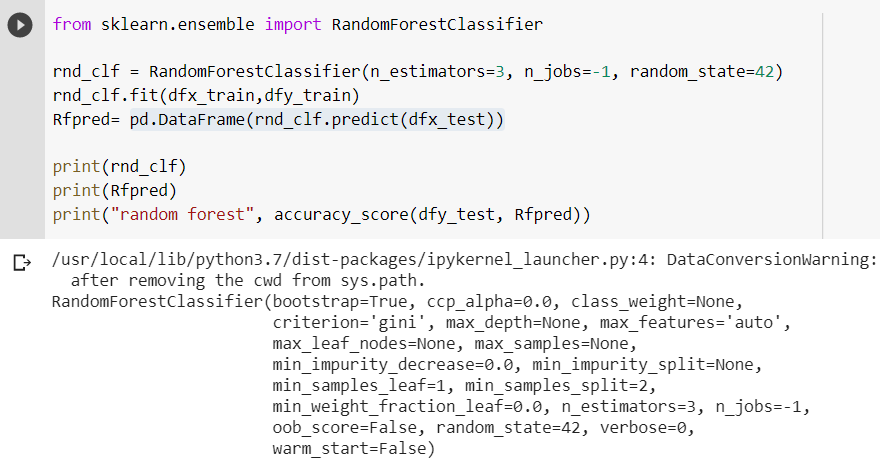 from sklearn.ensemble import RandomForestClassifier
rnd_clf = RandomForestClassifier(n_estimators=3, n_jobs=-1, random_state=42)
rnd_clf.fit(dfx_train,dfy_train)
Rfpred= pd.DataFrame(rnd_clf.predict(dfx_test))
print(rnd_clf)
print(Rfpred)
print("random forest", accuracy_score(dfy_test, Rfpred))
/usr/local/lib/python3.7/dist-packages/ipykernel_launcher.py:4: DataConversionWarning:
after removing the cwd from sys.path.
RandomForestClassifier(bootstrap=True, ccp_alpha=0.0, class_weight=None,
criterion='gini', max_depth=None, max_features='auto',
max_leaf_nodes=None, max_samples=None,
min_impurity_decrease=0.0, min_impurity_split=None,
min_samples_leaf=1, min_samples_split=2,
min_weight_fraction_leaf=0.0, n_estimators=3, n_jobs=-1,
oob_score=False, random_state=42, verbose=0,
warm_start=False)